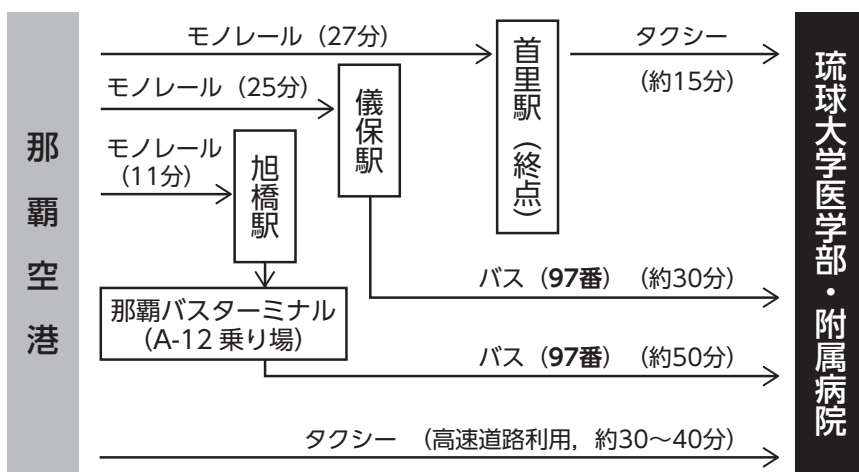 那覇空港
モノレール（27分）
首里駅（終点）
タクシー
（約15分）
モノレール（25分）
儀保駅
モノレール
（11分）
旭橋駅
バス（97番）（約30分）
那覇バスターミナル
（A-12 乗り場）
バス（97番）（約50分）
タクシー （高速道路利用，約30〜40分）
琉球大学医学部・附属病院